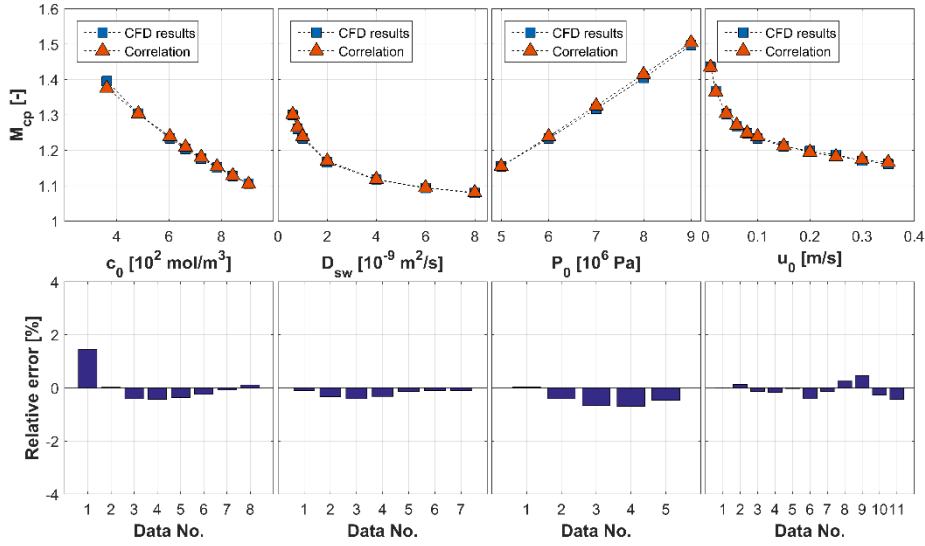 1.6
1.5
1.4
1.3
1.2
1.1
1
M_cp [-]
CFD results
Correlation
CFD results
Correlation
CFD results
Correlation
CFD results
Correlation
4 6 8
0 2 4 6 8
5 6 7 8 9
0 0.1 0.2 0.3 0.4
c_0 [10^2 mol/m^3]
D_sw [10^-9 m^2/s]
P_0 [10^6 Pa]
u_0 [m/s]
4
2
0
-2
-4
Relative error [%]
1 2 3 4 5 6 7 8
1 2 3 4 5 6 7
1 2 3 4 5
1 2 3 4 5 6 7 8 9 10 11
Data No.
Data No.
Data No.
Data No.